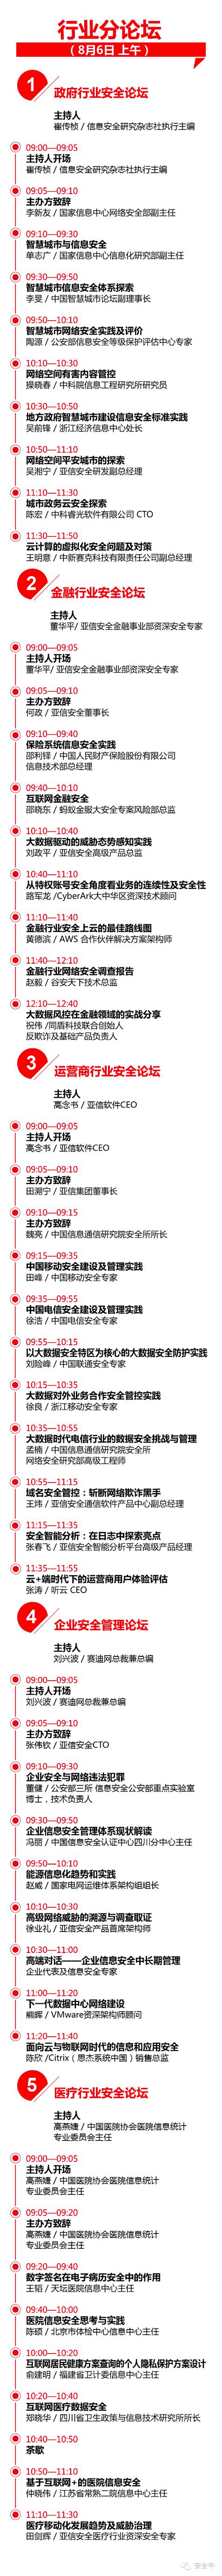 行业分论坛
（8月6日 上午）
1
政府行业安全论坛
主持人
崔传桢 / 信息安全研究杂志社执行主编
09:00—09:05
主持人开场
崔传桢 / 信息安全研究杂志社执行主编
09:05—09:10
主办方致辞
李新友 / 国家信息中心网络安全部副主任
09:10—09:30
智慧城市与信息安全
单志广 / 国家信息中心信息化研究部副主任
09:30—09:50
智慧城市信息安全体系探索
李旻 / 中国智慧城市论坛副理事长
09:50—10:10
智慧城市网络安全实践及评价
陶源 / 公安部信息安全等级保护评估中心专家
10:10—10:30
网络空间有害内容管控
操晓春 / 中科院信息工程研究所研究员
10:30—10:50
地方政府智慧城市建设信息安全标准实践
吴前锋 / 浙江经济信息中心处长
10:50—11:10
网络空间平安城市的探索
吴湘宁 / 亚信安全研发副总经理
11:10—11:30
城市政务云安全探索
陈宏 / 中科睿光软件有限公司 CTO
11:30—11:50
云计算的虚拟化安全问题及对策
王明意 / 中新赛克科技有限责任公司副总经理
2
金融行业安全论坛
主持人
董华平/ 亚信安全金融事业部资深安全专家
09:00—09:05
主持人开场
董华平/ 亚信安全金融事业部资深安全专家
09:05—09:10
主办方致辞
何政 / 亚信安全董事长
09:10—09:40
保险系统信息安全实践
邵利铎 / 中国人民财产保险股份有限公司
信息技术部总经理
09:40—10:10
互联网金融安全
邵晓东 / 蚂蚁金服大安全专案风险部总监
10:10—10:40
大数据驱动的威胁态势感知实践
刘政平 / 亚信安全高级产品总监
10:40—11:10
从特权账号安全角度看业务的连续性及安全性
路军龙 /CyberArk大中华区资深技术顾问
11:10—11:40
金融行业安全上云的最佳路线图
黄德滨 / AWS 合作伙伴解决方案架构师
11:40—12:10
金融行业网络安全调查报告
赵毅 / 谷安天下技术总监
12:10—12:40
大数据风控在金融领域的实战分享
祝伟 /同盾科技联合创始人
反欺诈及基础产品负责人
3
运营商行业安全论坛
主持人
高念书 / 亚信软件CEO
09:00—09:05
主持人开场
高念书 / 亚信软件CEO
09:05—09:10
主办方致辞
田溯宁 / 亚信集团董事长
09:10—09:15
主办方致辞
魏亮 / 中国信息通信研究院安全所所长
09:15—09:35
中国移动安全建设及管理实践
田峰 / 中国移动安全专家
09:35—09:55
中国电信安全建设及管理实践
徐浩 / 中国电信安全专家
09:55—10:15
以大数据安全特区为核心的大数据安全防护实践
刘险峰 / 中国联通安全专家
10:15—10:35
大数据对外业务合作安全管控实践
徐良 / 浙江移动安全专家
10:35—10:55
大数据时代电信行业的数据安全挑战与管理
孟楠 / 中国信息通信研究院安全所
网络安全研究部高级工程师
10:55—11:15
域名安全管控：斩断网络欺诈黑手
王炜 / 亚信安全通信软件产品中心副总经理
11:15—11:35
安全智能分析：在日志中探索亮点
张春飞 / 亚信安全智能分析平台高级产品经理
11:35—11:55
云+端时代下的运营商用户体验评估
张涛 / 听云 CEO
4
企业安全管理论坛
主持人
刘兴波 / 赛迪网总裁兼总编
09:00—09:05
主持人开场
刘兴波 / 赛迪网总裁兼总编
09:05—09:10
主办方致辞
张伟钦 / 亚信安全CTO
09:10—09:30
企业安全与网络违法犯罪
董健 / 公安部三所 信息安全公安部重点实验室
博士，技术负责人
09:30—09:50
企业信息安全管理体系现状解读
冯丽 / 中国信息安全认证中心四川分中心主任
09:50—10:10
能源信息化趋势和实践
赵威 / 国家电网运维体系架构组组长
10:10—10:30
高级网络威胁的溯源与调查取证
徐业礼 / 亚信安全产品首席架构师
10:30—11:00
高端对话——企业信息安全中长期管理
企业代表及信息安全专家
11:00—11:20
下一代数据中心网络建设
熊晖 / VMware资深架构师顾问
11:20—11:40
面向云与物联网时代的信息和应用安全
陈欣 /Citrix（思杰系统中国）销售总监
5
医疗行业安全论坛
主持人
高燕婕 / 中国医院协会医院信息统计
专业委员会主任
09:00—09:05
主持人开场
高燕婕 / 中国医院协会医院信息统计
专业委员会主任
09:05—09:20
主办方致辞
高燕婕 / 中国医院协会医院信息统计
专业委员会主任
09:20—09:40
数字签名在电子病历安全中的作用
王韬 / 天坛医院信息中心主任
09:40—10:00
医院信息安全思考与实践
陈硕 / 北京市体检中心信息中心主任
10:00—10:20
互联网居民健康方案查询的个人隐私保护方案设计
俞建明 / 福建省卫计委信息中心主任
10:20—10:40
互联网医疗数据安全
郑晓华 / 四川省卫生政策与信息技术研究所所长
10:40—10:50
茶歇
10:50—11:10
基于互联网+的医院信息安全
仲晓伟 / 江苏省常熟二院信息中心主任
11:10—11:30
医疗移动化发展趋势及威胁治理
田剑辉 / 亚信安全医疗行业资深安全专家
安全牛